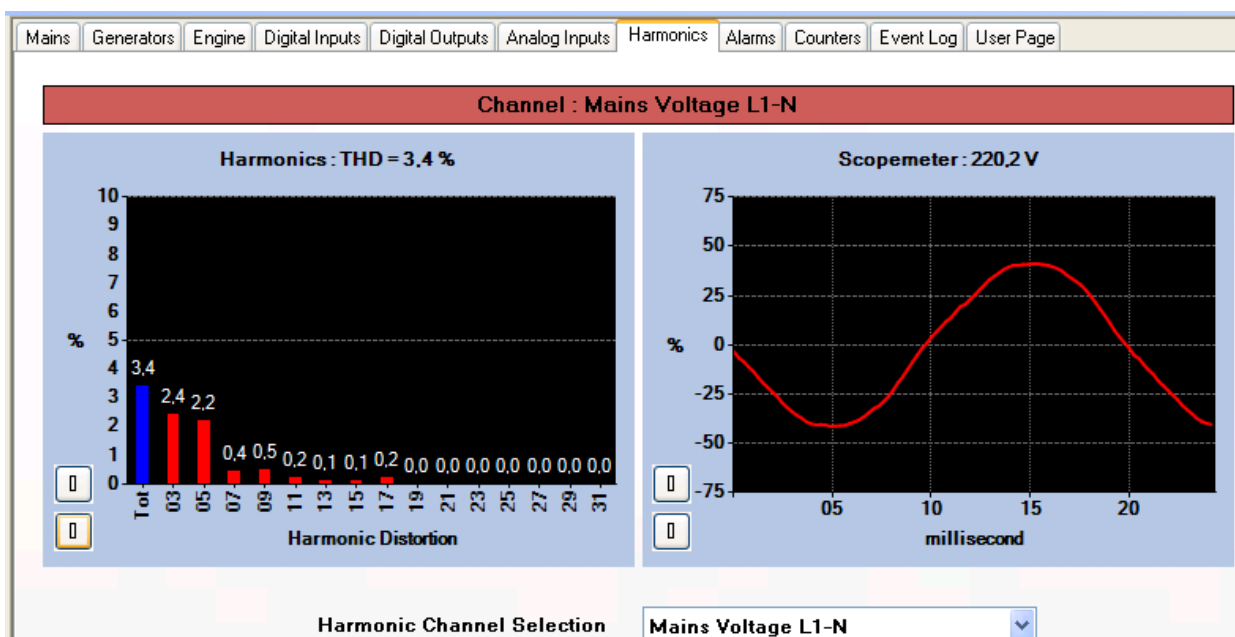 Mains Generators Engine Digital Inputs Digital Outputs Analog Inputs Harmonics Alarms Counters Event Log User Page
Channel : Mains Voltage L1-N
Harmonics : THD = 3,4 %
10
9
8
7
6
5
4
3
2
1
0
%
3,4 2,4 2,2 0,4 0,5 0,2 0,1 0,1 0,2 0,0 0,0 0,0 0,0 0,0 0,0 0,0
Tot 03 05 07 09 11 13 15 17 19 21 23 25 27 29 31
Harmonic Distortion
Scopemeter : 220,2 V
75
50
25
0
-25
-50
-75
%
05 10 15 20
millisecond
Harmonic Channel Selection Mains Voltage L1-N